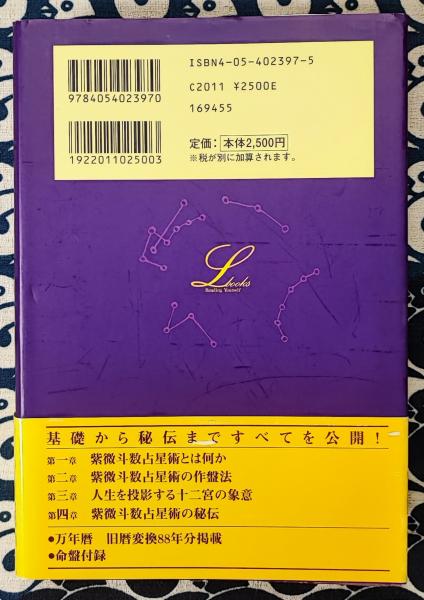 ISBN4-05-402397-5
9784054023970
C2011 ¥2500E
169455
1922011025003
定価：本体2,500円
※税が別に加算されます。
L books
Reading Yourself
基礎から秘伝まですべてを公開！
第一章 紫微斗数占星術とは何か
第二章 紫微斗数占星術の作盤法
第三章 人生を投影する十二宮の象意
第四章 紫微斗数占星術の秘伝
●万年暦 旧暦変換88年分掲載
●命盤付録